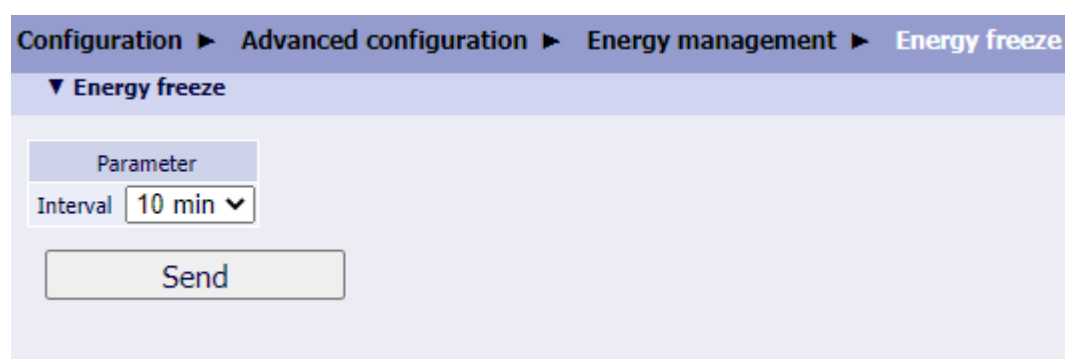 Configuration ► Advanced configuration ► Energy management ► Energy freeze
▼ Energy freeze
Parameter
Interval 10 min
Send